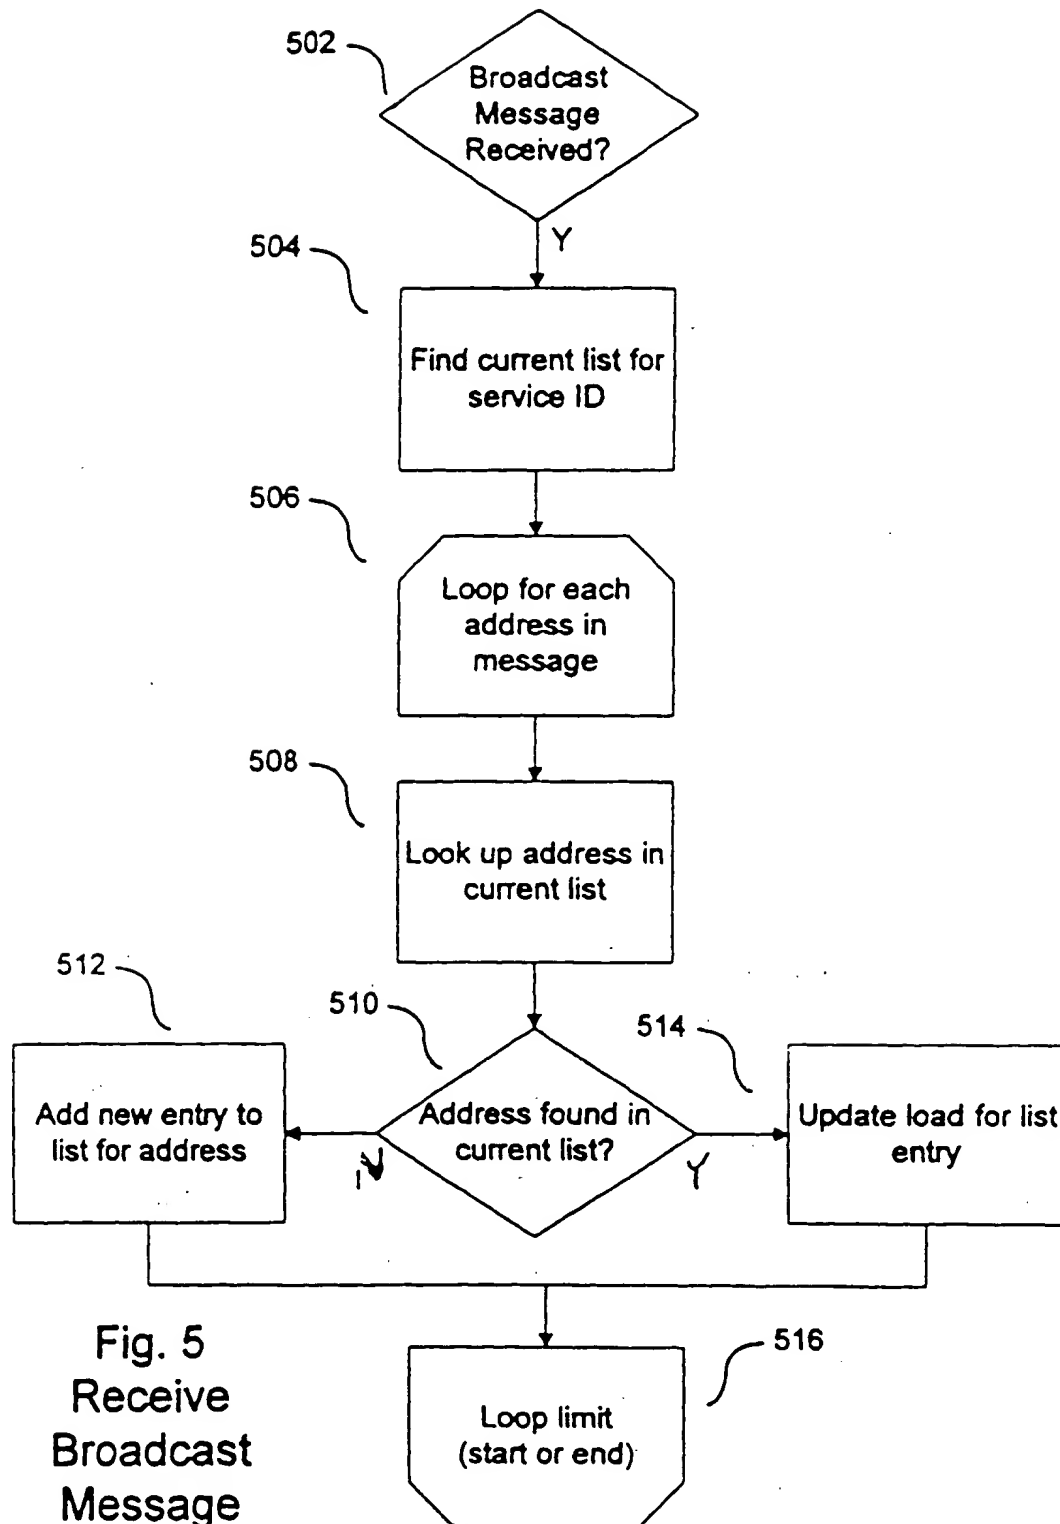 502
Broadcast
Message
Received?
Y
504
Find current list for
service ID
506
Loop for each
address in
message
508
Look up address in
current list
512
510
514
Add new entry to
list for address
Address found in
current list?
Update load for list
entry
N
Y
516
Loop limit
(start or end)
Fig. 5
Receive
Broadcast
Message